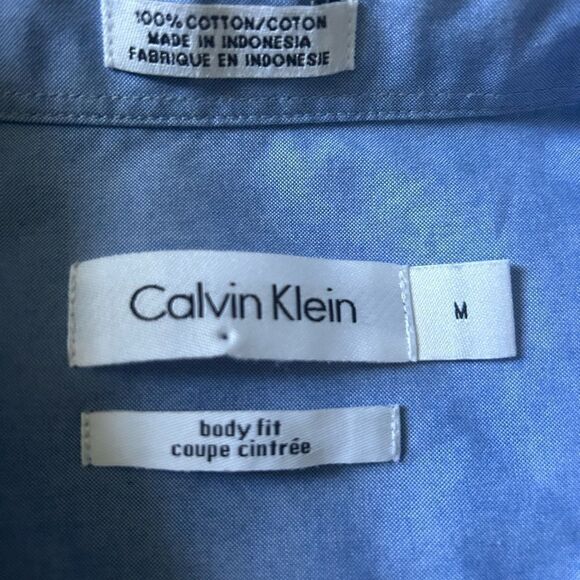 100% COTTON/COTON
MADE IN INDONESIA
FABRIQUE EN INDONESIE
Calvin Klein
M
body fit
coupe cintrée